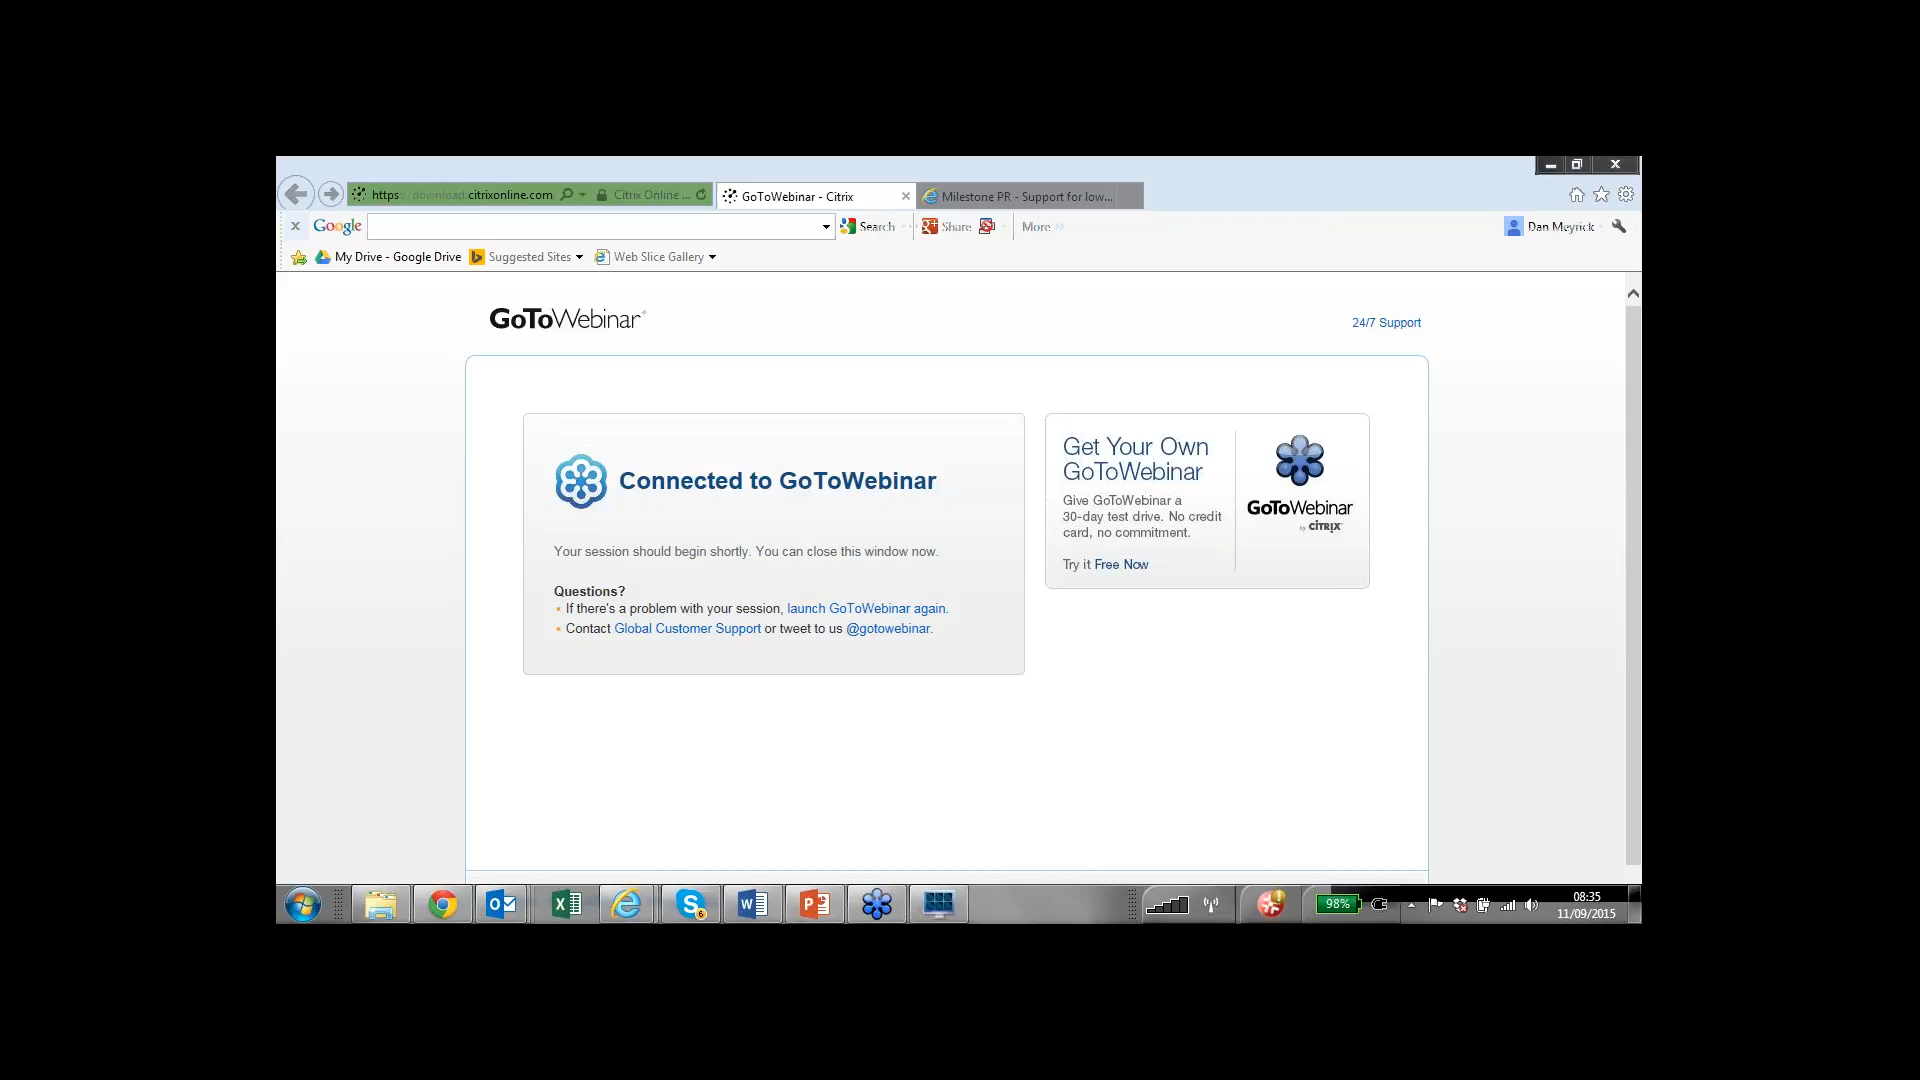 https://download.citrixonline.com Citrix Online ... GoToWebinar - Citrix Milestone PR - Support for low...
Google Search Share More » Dan Meyrick
My Drive - Google Drive Suggested Sites Web Slice Gallery
GoToWebinar
24/7 Support
Connected to GoToWebinar
Your session should begin shortly. You can close this window now.
Questions?
If there's a problem with your session, launch GoToWebinar again.
Contact Global Customer Support or tweet to us @gotowebinar.
Get Your Own
GoToWebinar
Give GoToWebinar a
30-day test drive. No credit
card, no commitment.
Try it Free Now
GoToWebinar
by CITRIX
98%
08:35
11/09/2015